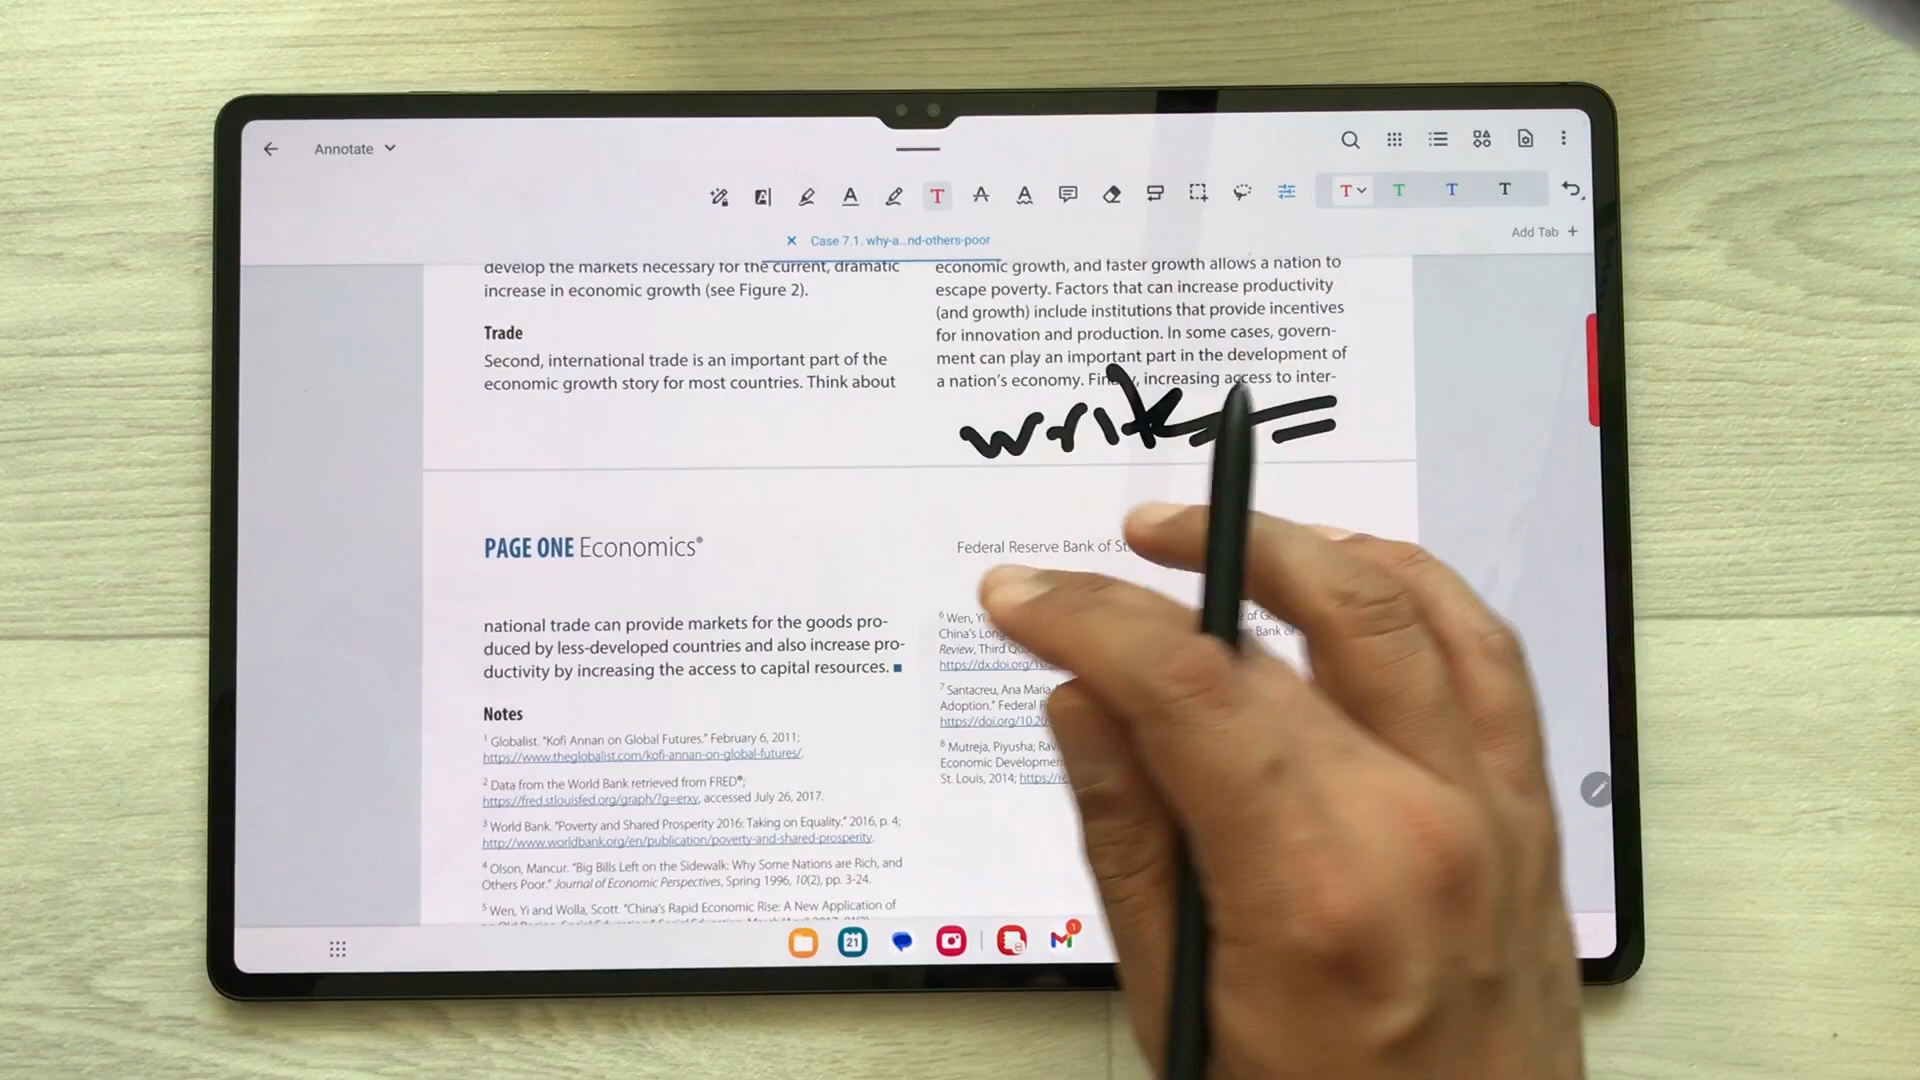 Annotate
T
Case 7.1. why-a...nd-others-poor
Add Tab +
develop the markets necessary for the current, dramatic
increase in economic growth (see Figure 2).
Trade
Second, international trade is an important part of the
economic growth story for most countries. Think about
economic growth, and faster growth allows a nation to
escape poverty. Factors that can increase productivity
(and growth) include institutions that provide incentives
for innovation and production. In some cases, govern-
ment can play an important part in the development of
a nation's economy. Finally, increasing access to inter-
write
PAGE ONE Economics®
Federal Reserve Bank of St.
national trade can provide markets for the goods pro-
duced by less-developed countries and also increase pro-
ductivity by increasing the access to capital resources. ■
Notes
1 Globalist. "Kofi Annan on Global Futures." February 6, 2011;
https://www.theglobalist.com/kofi-annan-on-global-futures/.
2 Data from the World Bank retrieved from FRED®;
https://fred.stlouisfed.org/graph/?g=erxy, accessed July 26, 2017.
3 World Bank. "Poverty and Shared Prosperity 2016: Taking on Equality." 2016, p. 4;
http://www.worldbank.org/en/publication/poverty-and-shared-prosperity.
4 Olson, Mancur. "Big Bills Left on the Sidewalk: Why Some Nations are Rich, and
Others Poor." Journal of Economic Perspectives, Spring 1996, 10(2), pp. 3-24.
5 Wen, Yi and Wolla, Scott. "China's Rapid Economic Rise: A New Application of
6 Wen, Yi
China's Long
Review, Third
https://dx.doi.org/
7 Santacreu, Ana Maria
Adoption." Federal
https://doi.org/10.20
8 Mutreja, Piyusha;
Economic Developmen
St. Louis, 2014;
21
1